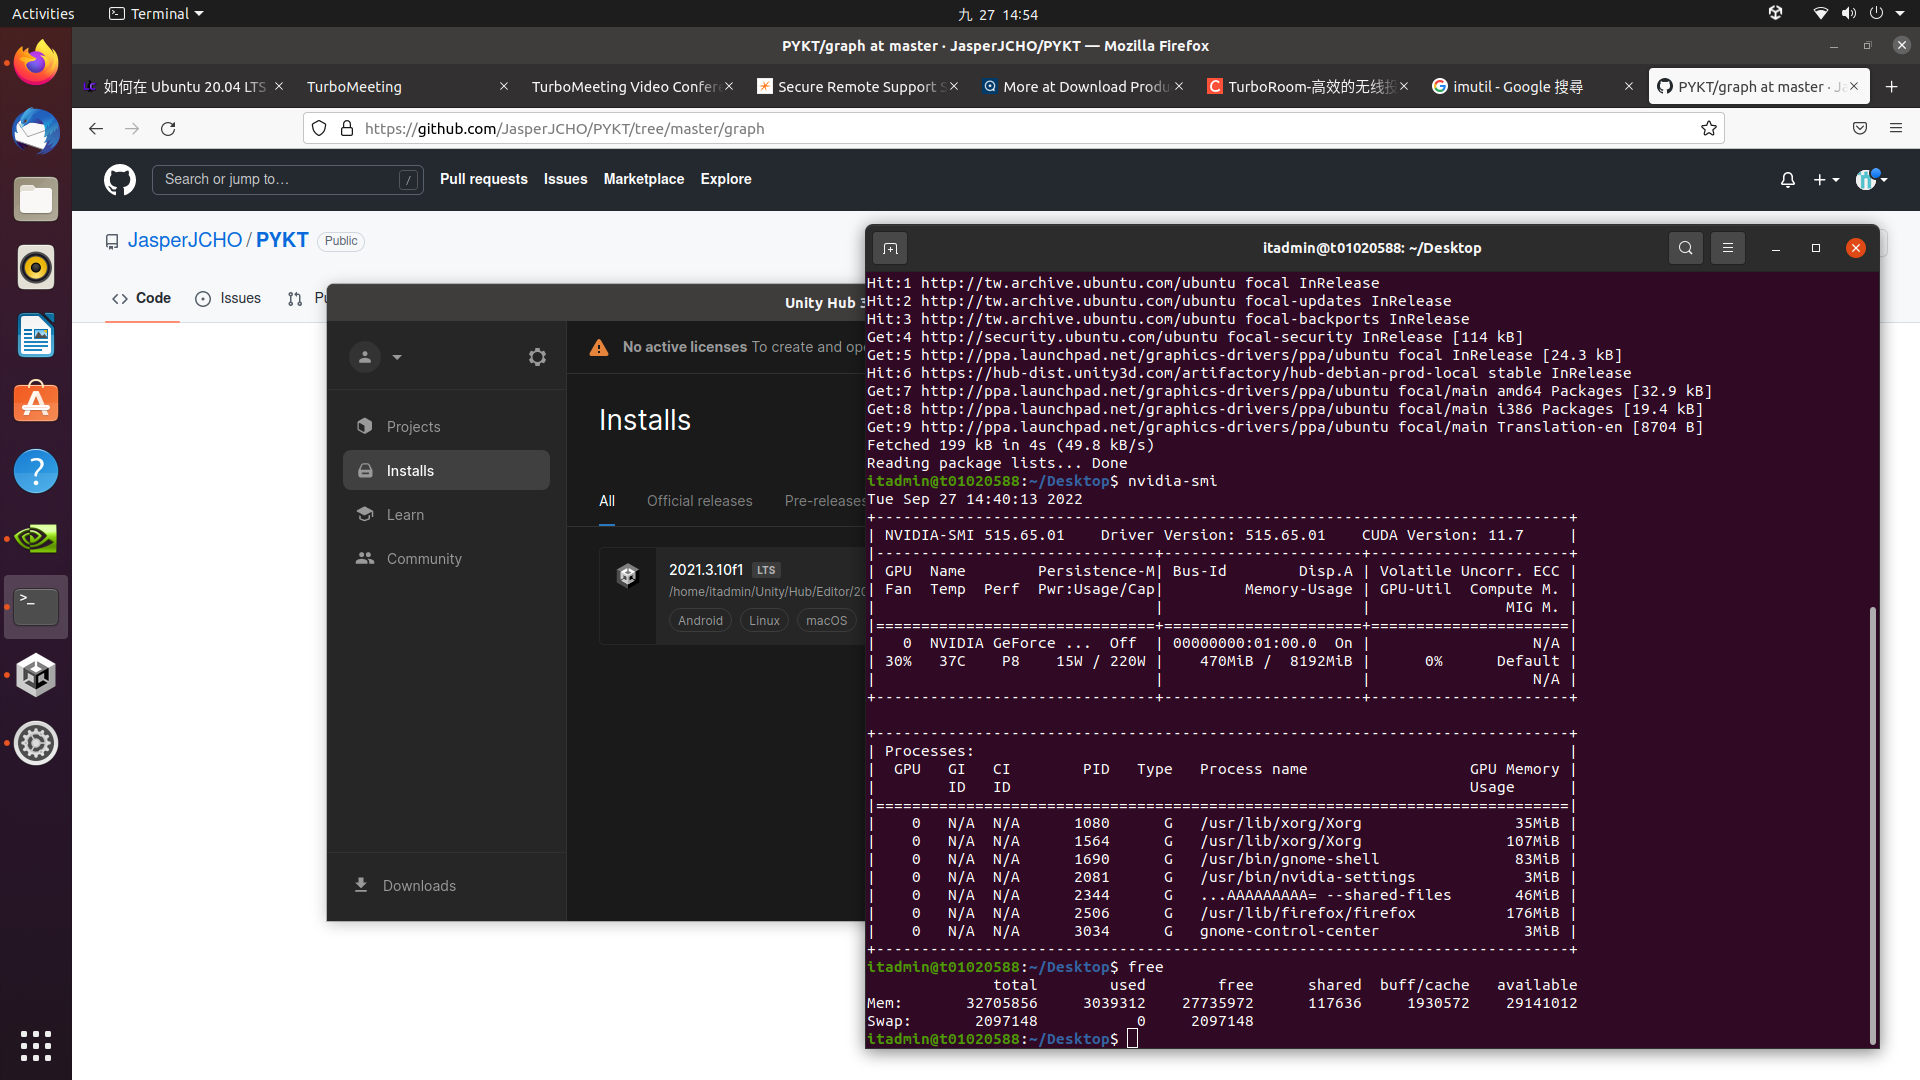 Activities
Terminal
九 27 14:54
PYKT/graph at master · JasperJCHO/PYKT — Mozilla Firefox
如何在 Ubuntu 20.04 LTS
TurboMeeting
TurboMeeting Video Confer
Secure Remote Support S
More at Download Produ
TurboRoom-高效的无线投
imutil - Google 搜尋
PYKT/graph at master · Ja
https://github.com/JasperJCHO/PYKT/tree/master/graph
Search or jump to…
/
Pull requests
Issues
Marketplace
Explore
JasperJCHO / PYKT
Public
Code
Issues
Pu
Unity Hub 3
No active licenses To create and ope
Projects
Installs
Learn
Community
Downloads
Installs
All
Official releases
Pre-releases
2021.3.10f1 LTS
/home/itadmin/Unity/Hub/Editor/20
Android
Linux
macOS
itadmin@t01020588: ~/Desktop
Hit:1 http://tw.archive.ubuntu.com/ubuntu focal InRelease
Hit:2 http://tw.archive.ubuntu.com/ubuntu focal-updates InRelease
Hit:3 http://tw.archive.ubuntu.com/ubuntu focal-backports InRelease
Get:4 http://security.ubuntu.com/ubuntu focal-security InRelease [114 kB]
Get:5 http://ppa.launchpad.net/graphics-drivers/ppa/ubuntu focal InRelease [24.3 kB]
Hit:6 https://hub-dist.unity3d.com/artifactory/hub-debian-prod-local stable InRelease
Get:7 http://ppa.launchpad.net/graphics-drivers/ppa/ubuntu focal/main amd64 Packages [32.9 kB]
Get:8 http://ppa.launchpad.net/graphics-drivers/ppa/ubuntu focal/main i386 Packages [19.4 kB]
Get:9 http://ppa.launchpad.net/graphics-drivers/ppa/ubuntu focal/main Translation-en [8704 B]
Fetched 199 kB in 4s (49.8 kB/s)
Reading package lists... Done
itadmin@t01020588:~/Desktop$ nvidia-smi
Tue Sep 27 14:40:13 2022
+-----------------------------------------------------------------------------+
| NVIDIA-SMI 515.65.01    Driver Version: 515.65.01    CUDA Version: 11.7     |
|-------------------------------+----------------------+----------------------+
| GPU  Name        Persistence-M| Bus-Id        Disp.A | Volatile Uncorr. ECC |
| Fan  Temp  Perf  Pwr:Usage/Cap|         Memory-Usage | GPU-Util  Compute M. |
|                               |                      |               MIG M. |
|===============================+======================+======================|
|   0  NVIDIA GeForce ...  Off  | 00000000:01:00.0  On |                  N/A |
| 30%   37C    P8    15W / 220W |    470MiB /  8192MiB |      0%      Default |
|                               |                      |                  N/A |
+-------------------------------+----------------------+----------------------+
+-----------------------------------------------------------------------------+
| Processes:                                                                  |
|  GPU   GI   CI        PID   Type   Process name                  GPU Memory |
|        ID   ID                                                   Usage      |
|=============================================================================|
|    0   N/A  N/A      1080      G   /usr/lib/xorg/Xorg                 35MiB |
|    0   N/A  N/A      1564      G   /usr/lib/xorg/Xorg                107MiB |
|    0   N/A  N/A      1690      G   /usr/bin/gnome-shell               83MiB |
|    0   N/A  N/A      2081      G   /usr/bin/nvidia-settings            3MiB |
|    0   N/A  N/A      2344      G   ...AAAAAAAAA= --shared-files       46MiB |
|    0   N/A  N/A      2506      G   /usr/lib/firefox/firefox          176MiB |
|    0   N/A  N/A      3034      G   gnome-control-center                3MiB |
+-----------------------------------------------------------------------------+
itadmin@t01020588:~/Desktop$ free
              total        used        free      shared  buff/cache   available
Mem:       32705856     3039312    27735972      117636     1930572    29141012
Swap:       2097148           0     2097148
itadmin@t01020588:~/Desktop$